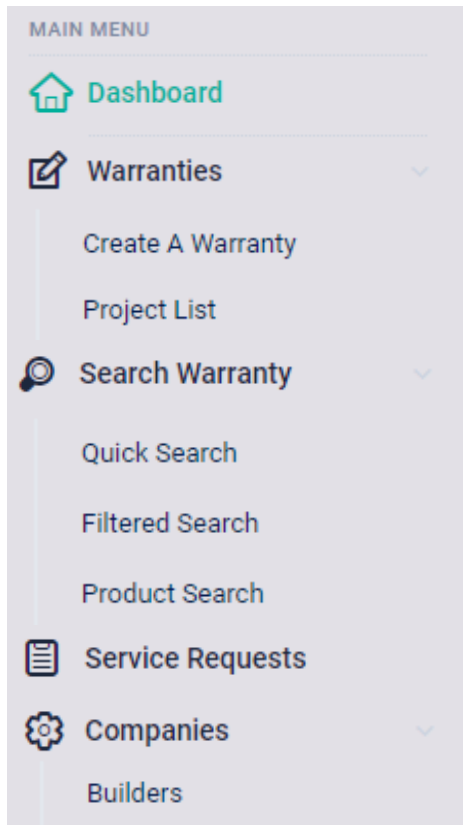 MAIN MENU
Dashboard
Warranties
Create A Warranty
Project List
Search Warranty
Quick Search
Filtered Search
Product Search
Service Requests
Companies
Builders